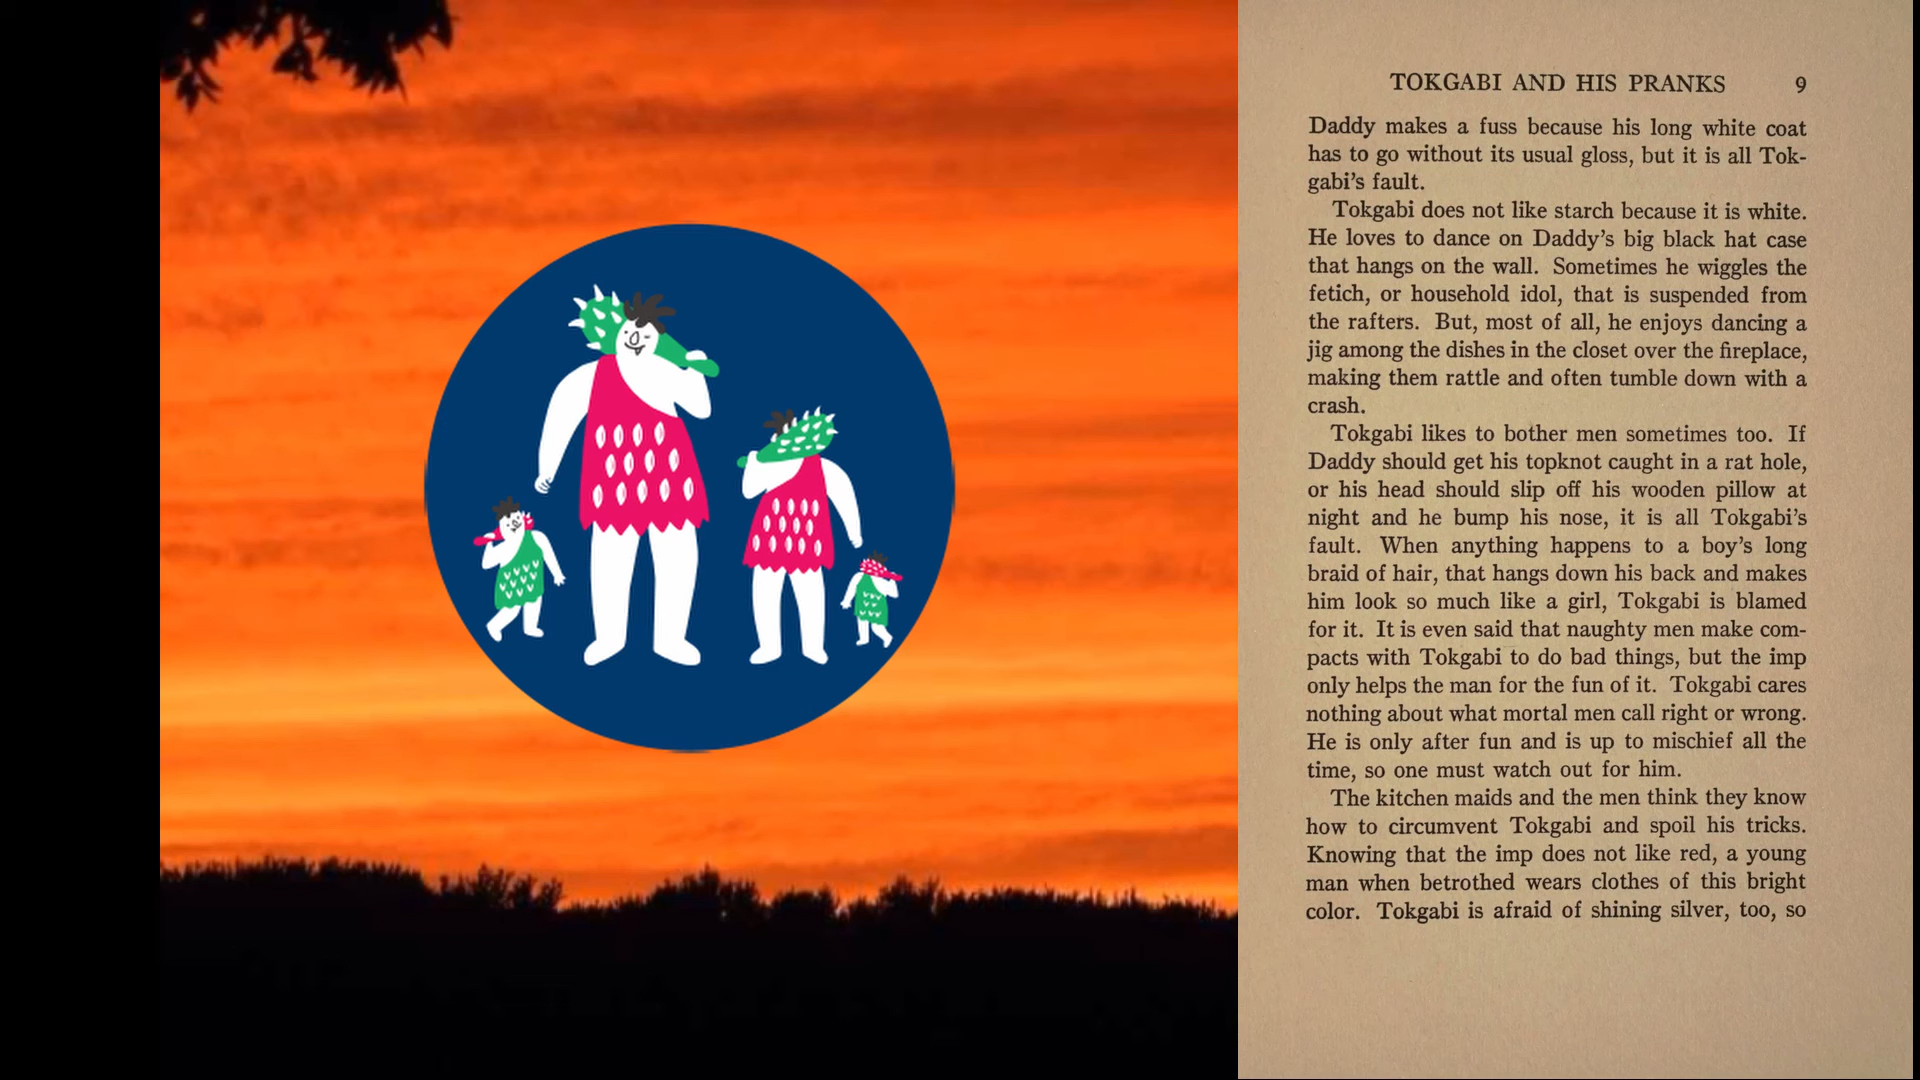 TOKGABI AND HIS PRANKS 9
Daddy makes a fuss because his long white coat
has to go without its usual gloss, but it is all Tok-
gabi's fault.
Tokgabi does not like starch because it is white.
He loves to dance on Daddy's big black hat case
that hangs on the wall. Sometimes he wiggles the
fetich, or household idol, that is suspended from
the rafters. But, most of all, he enjoys dancing a
jig among the dishes in the closet over the fireplace,
making them rattle and often tumble down with a
crash.
Tokgabi likes to bother men sometimes too. If
Daddy should get his topknot caught in a rat hole,
or his head should slip off his wooden pillow at
night and he bump his nose, it is all Tokgabi's
fault. When anything happens to a boy's long
braid of hair, that hangs down his back and makes
him look so much like a girl, Tokgabi is blamed
for it. It is even said that naughty men make com-
pacts with Tokgabi to do bad things, but the imp
only helps the man for the fun of it. Tokgabi cares
nothing about what mortal men call right or wrong.
He is only after fun and is up to mischief all the
time, so one must watch out for him.
The kitchen maids and the men think they know
how to circumvent Tokgabi and spoil his tricks.
Knowing that the imp does not like red, a young
man when betrothed wears clothes of this bright
color. Tokgabi is afraid of shining silver, too, so